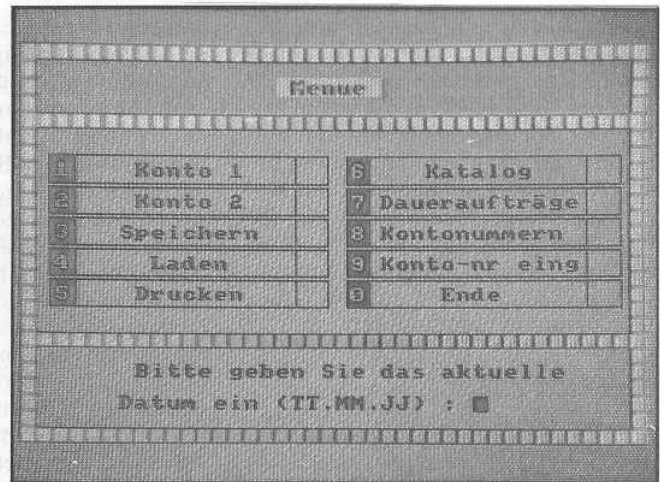 Menue
1 Konto 1
2 Konto 2
3 Speichern
4 Laden
5 Drucken
6 Katalog
7 Daueraufträge
8 Kontonummern
9 Konto-nr eing
9 Ende
Bitte geben Sie das aktuelle
Datum ein (TT.MM.JJ) :